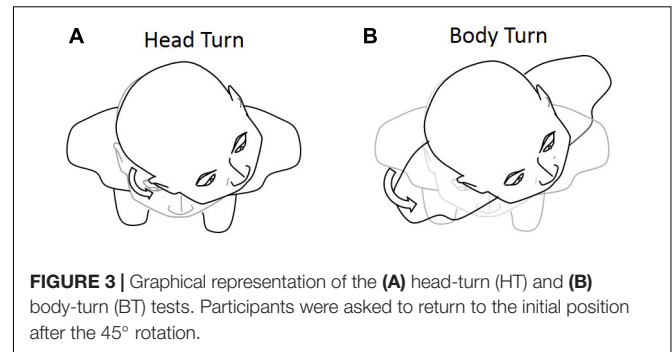 A Head Turn B Body Turn
FIGURE 3 | Graphical representation of the (A) head-turn (HT) and (B)
body-turn (BT) tests. Participants were asked to return to the initial position
after the 45° rotation.